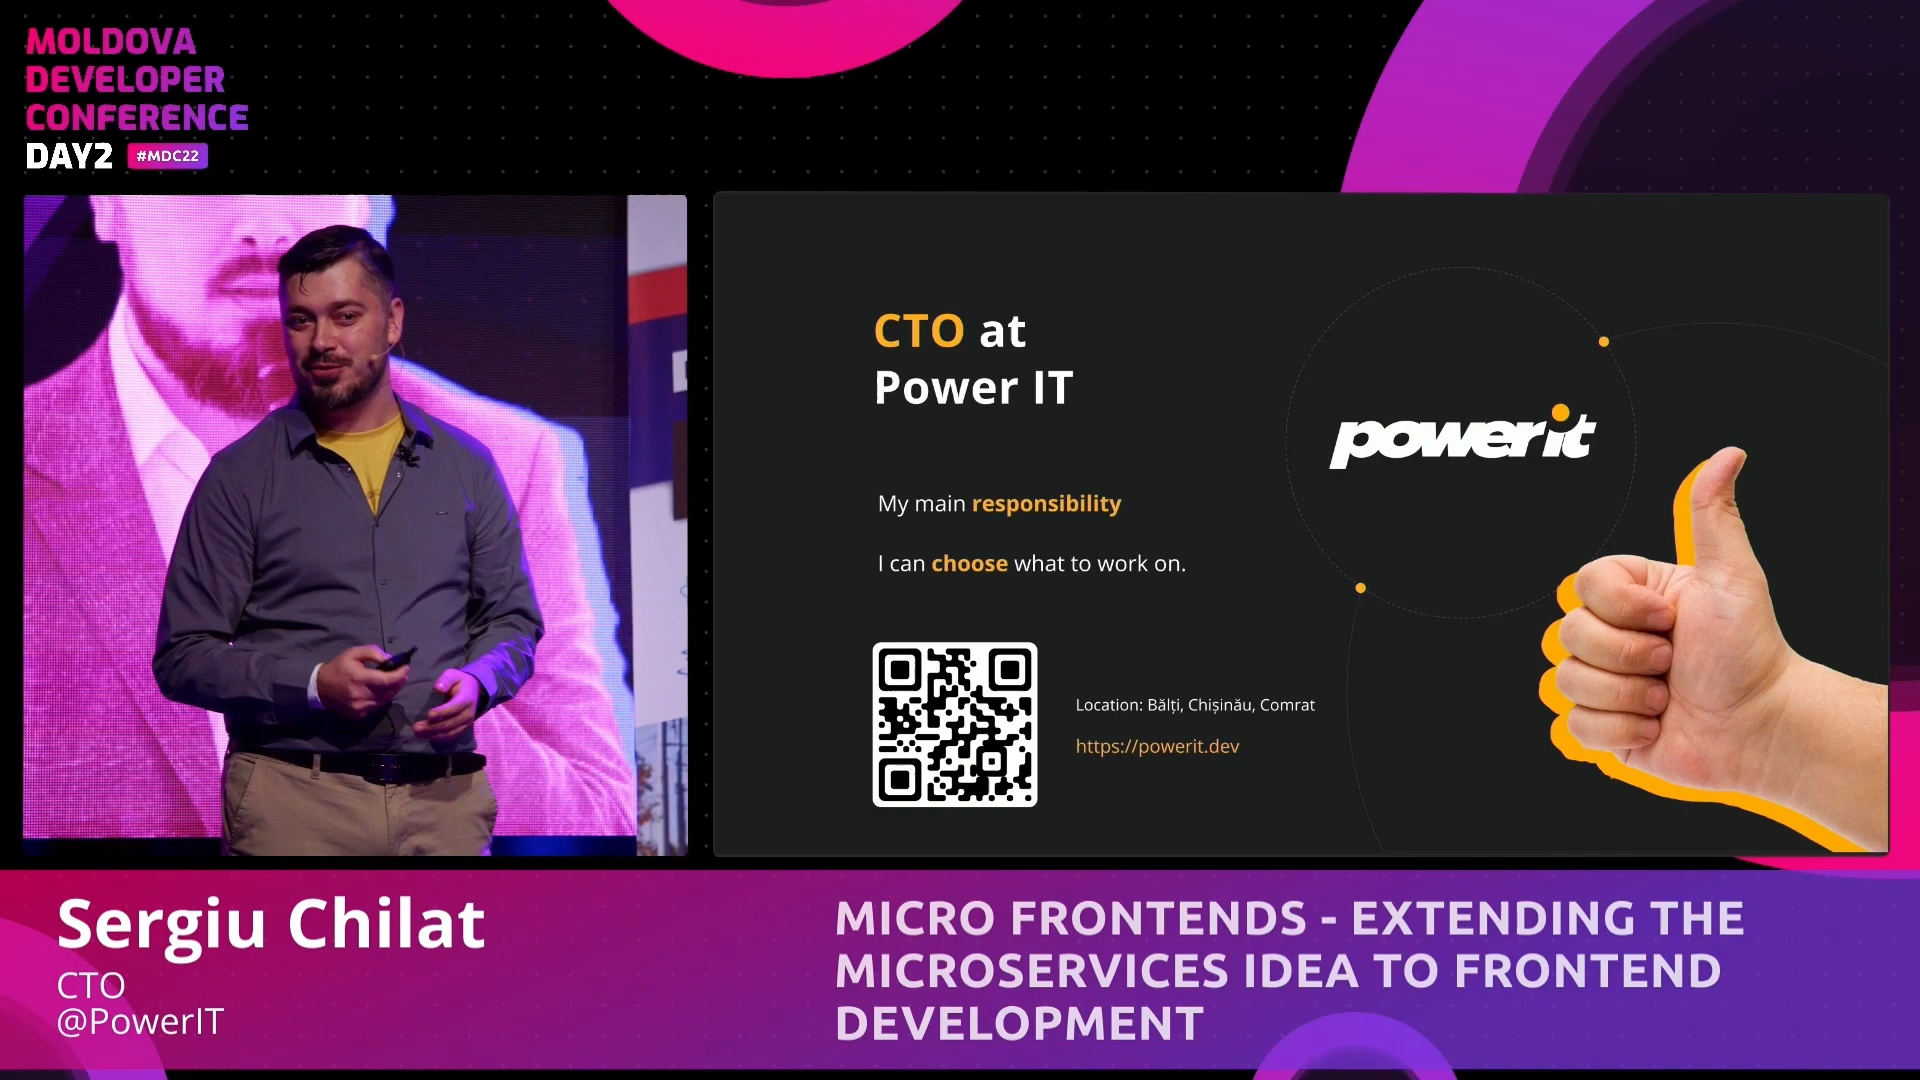 MOLDOVA
DEVELOPER
CONFERENCE
DAY2 #MDC22
CTO at
Power IT
powerit
My main responsibility
I can choose what to work on.
Location: Bălți, Chișinău, Comrat
https://powerit.dev
Sergiu Chilat
CTO
@PowerIT
MICRO FRONTENDS - EXTENDING THE
MICROSERVICES IDEA TO FRONTEND
DEVELOPMENT